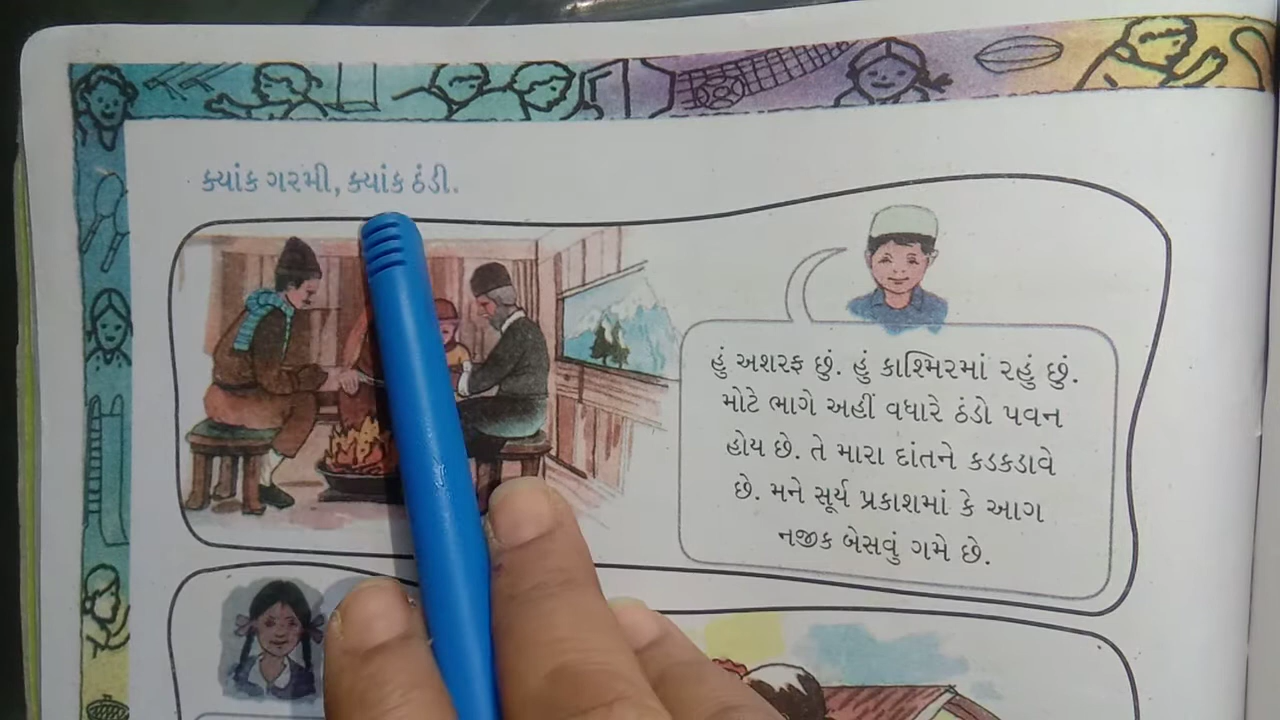 ક્યાંક ગરમી, ક્યાંક ઠંડી.
હું અશરફ છું. હું કાશ્મિરમાં રહું છું.
મોટે ભાગે અહીં વધારે ઠંડો પવન
હોય છે. તે મારા દાંતને કડકડાવે
છે. મને સૂર્ય પ્રકાશમાં કે આગ
નજીક બેસવું ગમે છે.